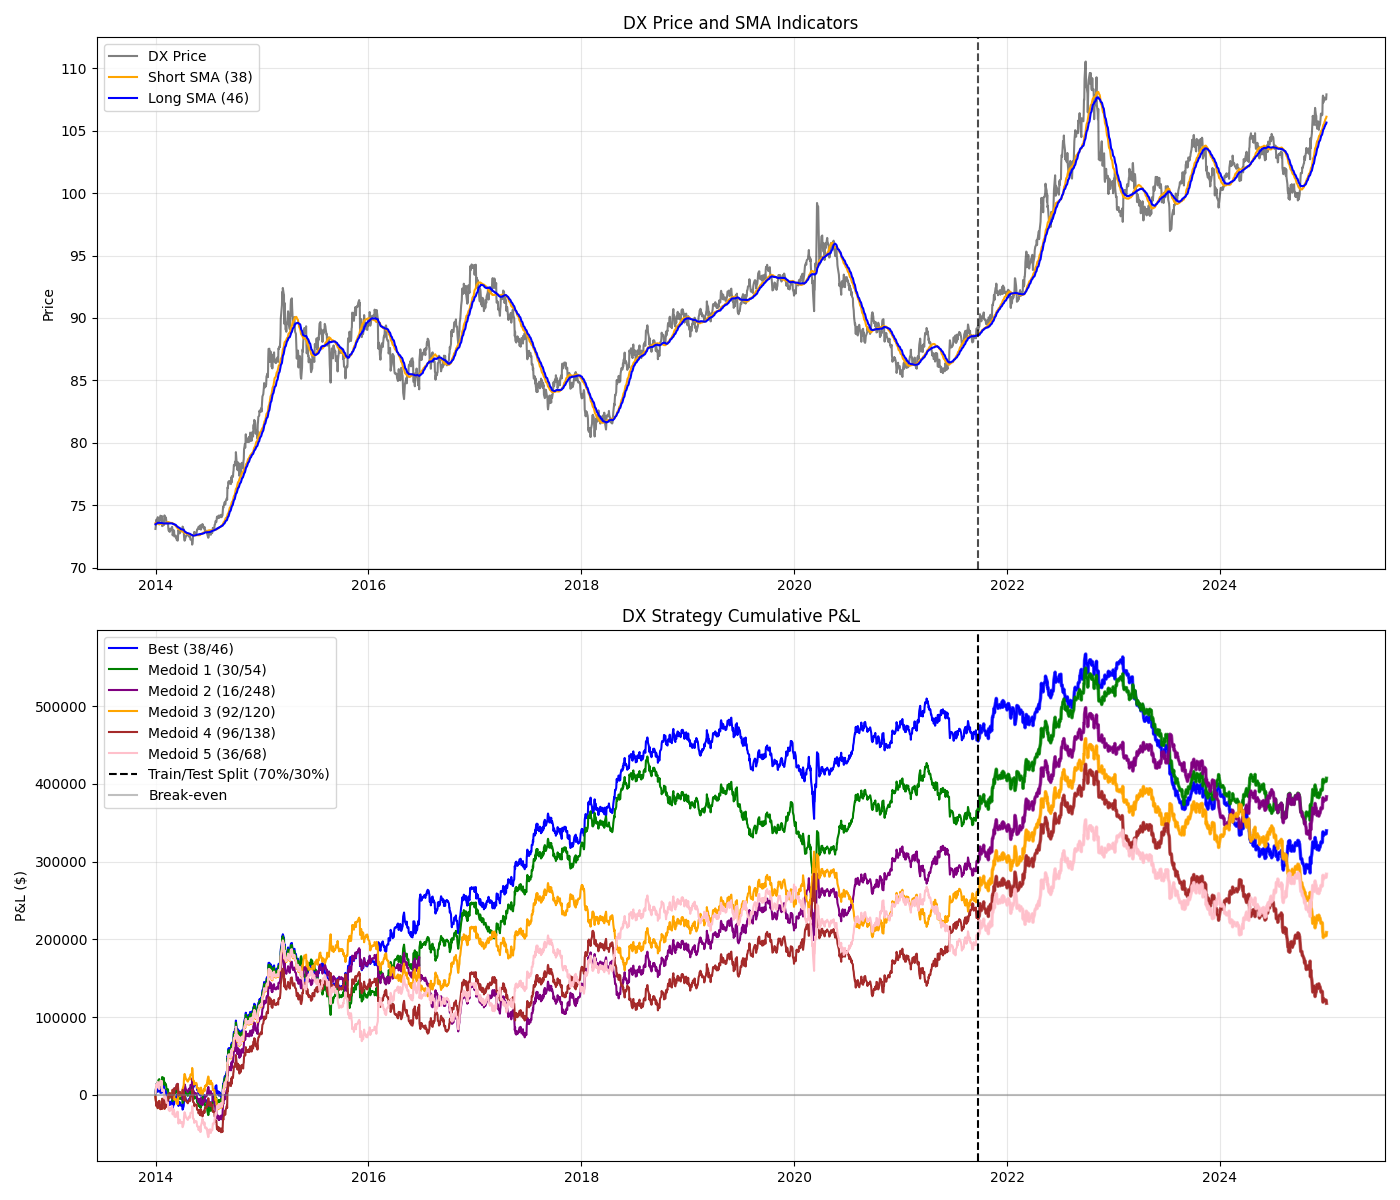 DX Price and SMA Indicators
DX Price
Short SMA (38)
Long SMA (46)
110
105
100
95
90
85
80
75
70
Price
2014 2016 2018 2020 2022 2024
DX Strategy Cumulative P&L
Best (38/46)
Medoid 1 (30/54)
Medoid 2 (16/248)
Medoid 3 (92/120)
Medoid 4 (96/138)
Medoid 5 (36/68)
Train/Test Split (70%/30%)
Break-even
500000
400000
300000
200000
100000
0
P&L ($)
2014 2016 2018 2020 2022 2024